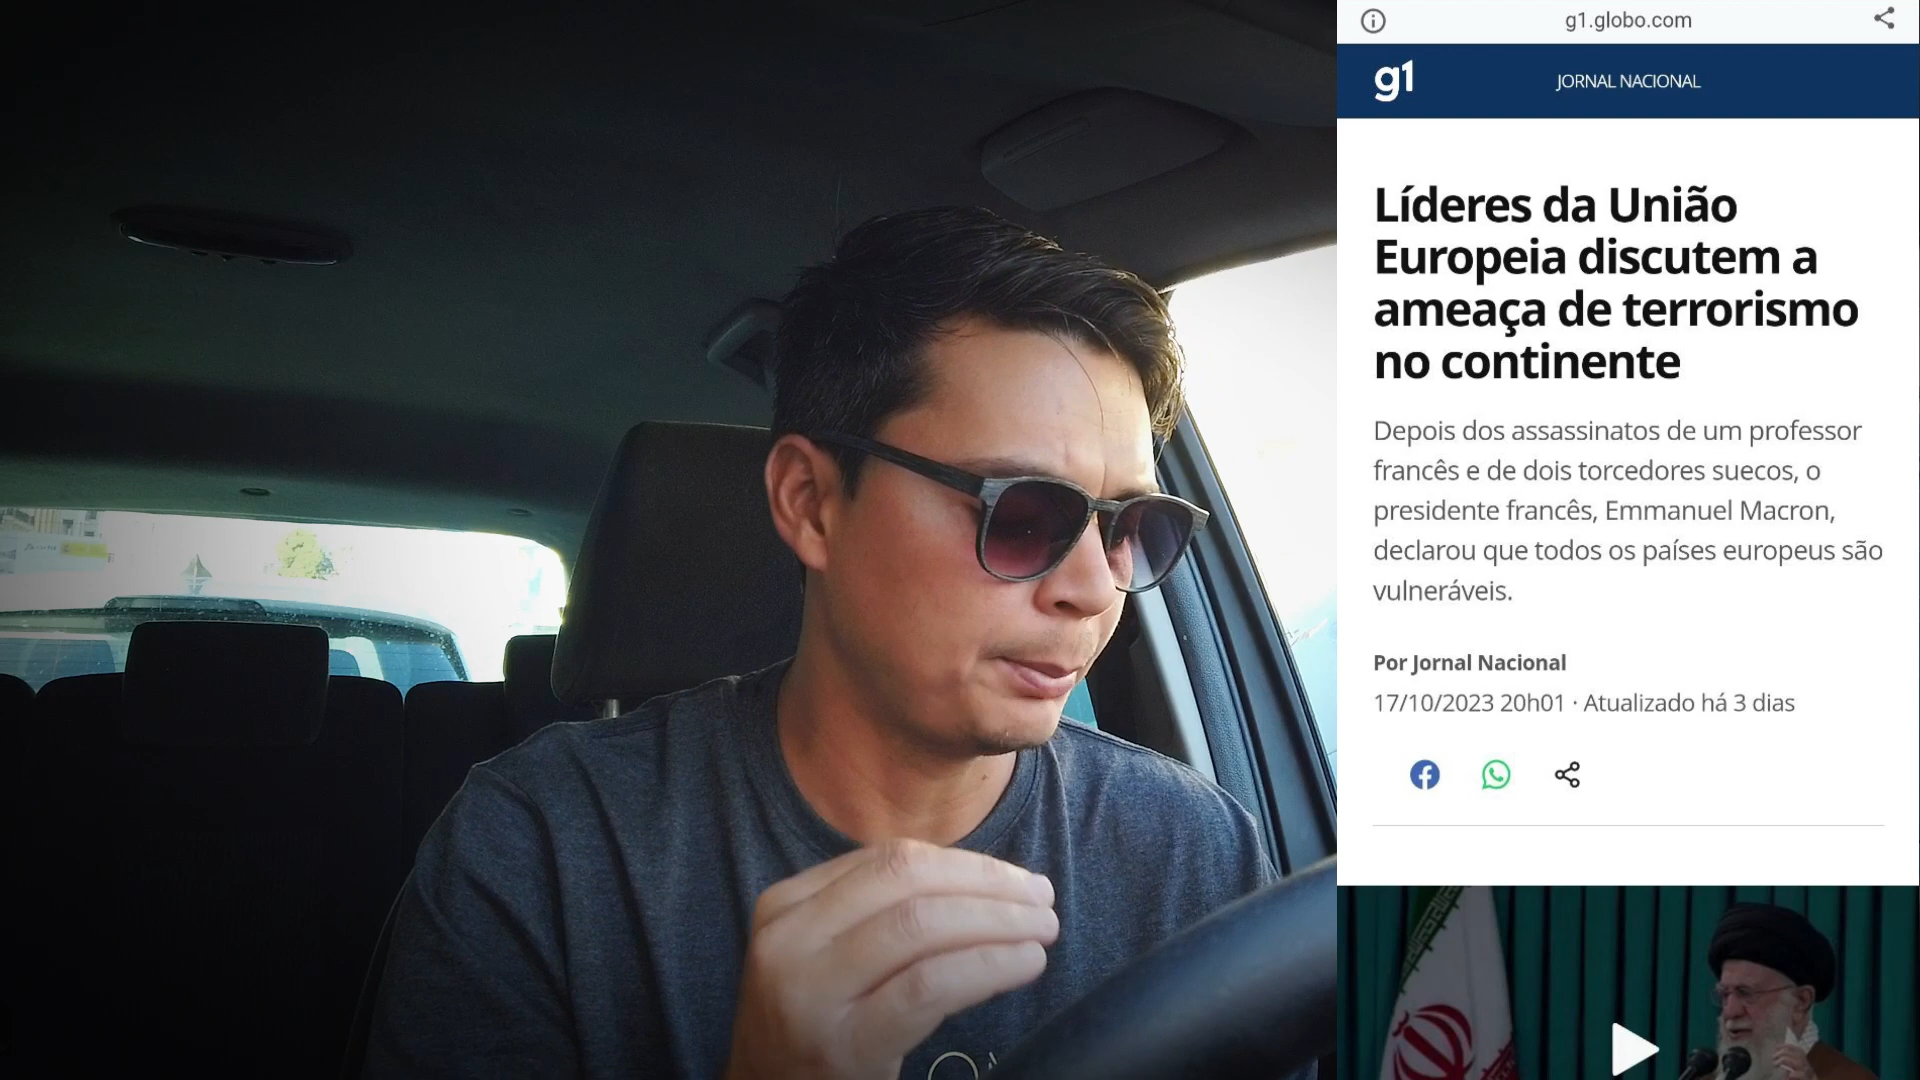 g1.globo.com
g1
JORNAL NACIONAL
Líderes da União
Europeia discutem a
ameaça de terrorismo
no continente
Depois dos assassinatos de um professor
francês e de dois torcedores suecos, o
presidente francês, Emmanuel Macron,
declarou que todos os países europeus são
vulneráveis.
Por Jornal Nacional
17/10/2023 20h01 · Atualizado há 3 dias